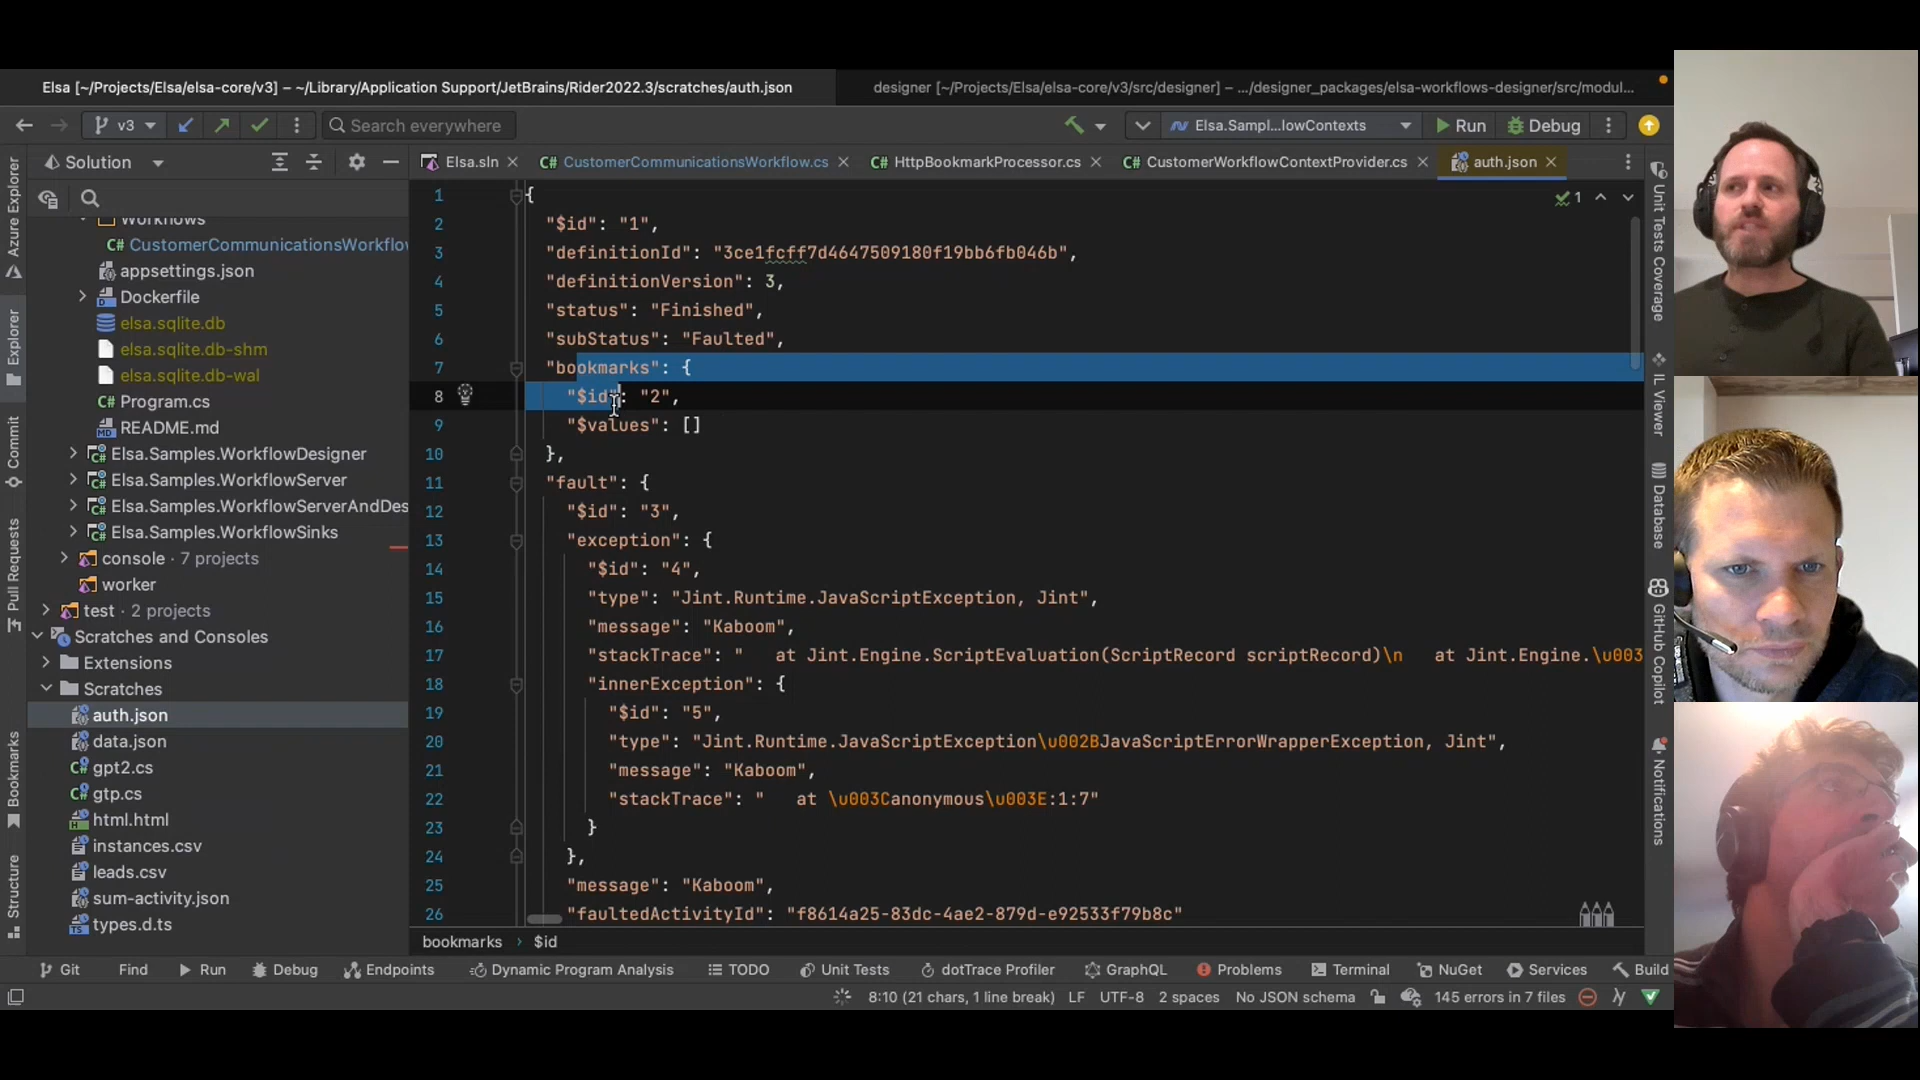 Elsa [~/Projects/Elsa/elsa-core/v3] – ~/Library/Application Support/JetBrains/Rider2022.3/scratches/auth.json
designer [~/Projects/Elsa/elsa-core/v3/src/designer] – .../designer_packages/elsa-workflows-designer/src/modul...
v3
Search everywhere
Elsa.Sampl...lowContexts
Run
Debug
Solution
Elsa.sln
CustomerCommunicationsWorkflow.cs
HttpBookmarkProcessor.cs
CustomerWorkflowContextProvider.cs
auth.json
Azure Explorer
Explorer
Commit
Pull Requests
Bookmarks
Structure
Workflows
C# CustomerCommunicationsWorkflo
appsettings.json
Dockerfile
elsa.sqlite.db
elsa.sqlite.db-shm
elsa.sqlite.db-wal
C# Program.cs
README.md
Elsa.Samples.WorkflowDesigner
Elsa.Samples.WorkflowServer
Elsa.Samples.WorkflowServerAndDes
Elsa.Samples.WorkflowSinks
console · 7 projects
worker
test · 2 projects
Scratches and Consoles
Extensions
Scratches
auth.json
data.json
C# gpt2.cs
C# gtp.cs
html.html
instances.csv
leads.csv
sum-activity.json
types.d.ts
1 {
2 "$id": "1",
3 "definitionId": "3ce1fcff7d4647509180f19bb6fb046b",
4 "definitionVersion": 3,
5 "status": "Finished",
6 "subStatus": "Faulted",
7 "bookmarks": {
8 "$id": "2",
9 "$values": []
10 },
11 "fault": {
12 "$id": "3",
13 "exception": {
14 "$id": "4",
15 "type": "Jint.Runtime.JavaScriptException, Jint",
16 "message": "Kaboom",
17 "stackTrace": "   at Jint.Engine.ScriptEvaluation(ScriptRecord scriptRecord)\n   at Jint.Engine.\u003
18 "innerException": {
19 "$id": "5",
20 "type": "Jint.Runtime.JavaScriptException\u002BJavaScriptErrorWrapperException, Jint",
21 "message": "Kaboom",
22 "stackTrace": "   at \u003Canonymous\u003E:1:7"
23 }
24 },
25 "message": "Kaboom",
26 "faultedActivityId": "f8614a25-83dc-4ae2-879d-e92533f79b8c"
1
Unit Tests Coverage
IL Viewer
Database
GitHub Copilot
Notifications
bookmarks › $id
Git
Find
Run
Debug
Endpoints
Dynamic Program Analysis
TODO
Unit Tests
dotTrace Profiler
GraphQL
Problems
Terminal
NuGet
Services
Build
8:10 (21 chars, 1 line break)
LF
UTF-8
2 spaces
No JSON schema
145 errors in 7 files